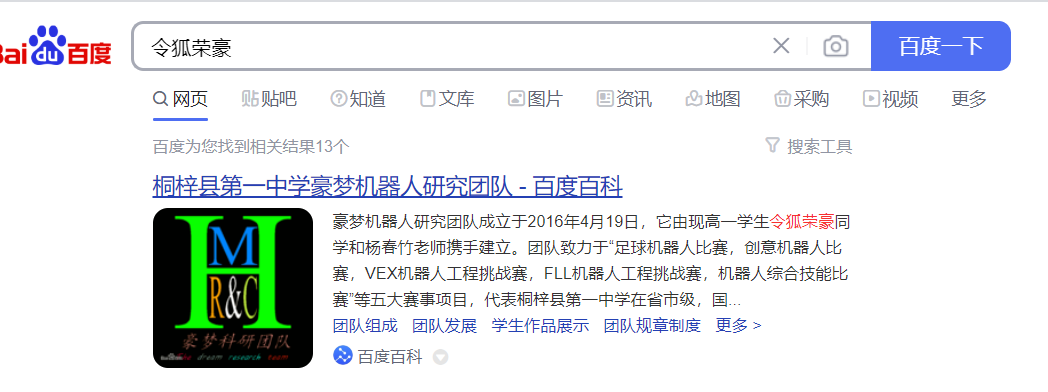 Bai du 百度
令狐荣豪
百度一下
网页 贴吧 知道 文库 图片 资讯 地图 采购 视频 更多
百度为您找到相关结果13个
搜索工具
桐梓县第一中学豪梦机器人研究团队 - 百度百科
豪梦机器人研究团队成立于2016年4月19日，它由现高一学生令狐荣豪同
学和杨春竹老师携手建立。团队致力于“足球机器人比赛，创意机器人比
赛，VEX机器人工程挑战赛，FLL机器人工程挑战赛，机器人综合技能比
赛”等五大赛事项目，代表桐梓县第一中学在省市级，国...
团队组成 团队发展 学生作品展示 团队规章制度 更多 >
H
M
R&C
豪梦科研团队
dream research team
百度百科